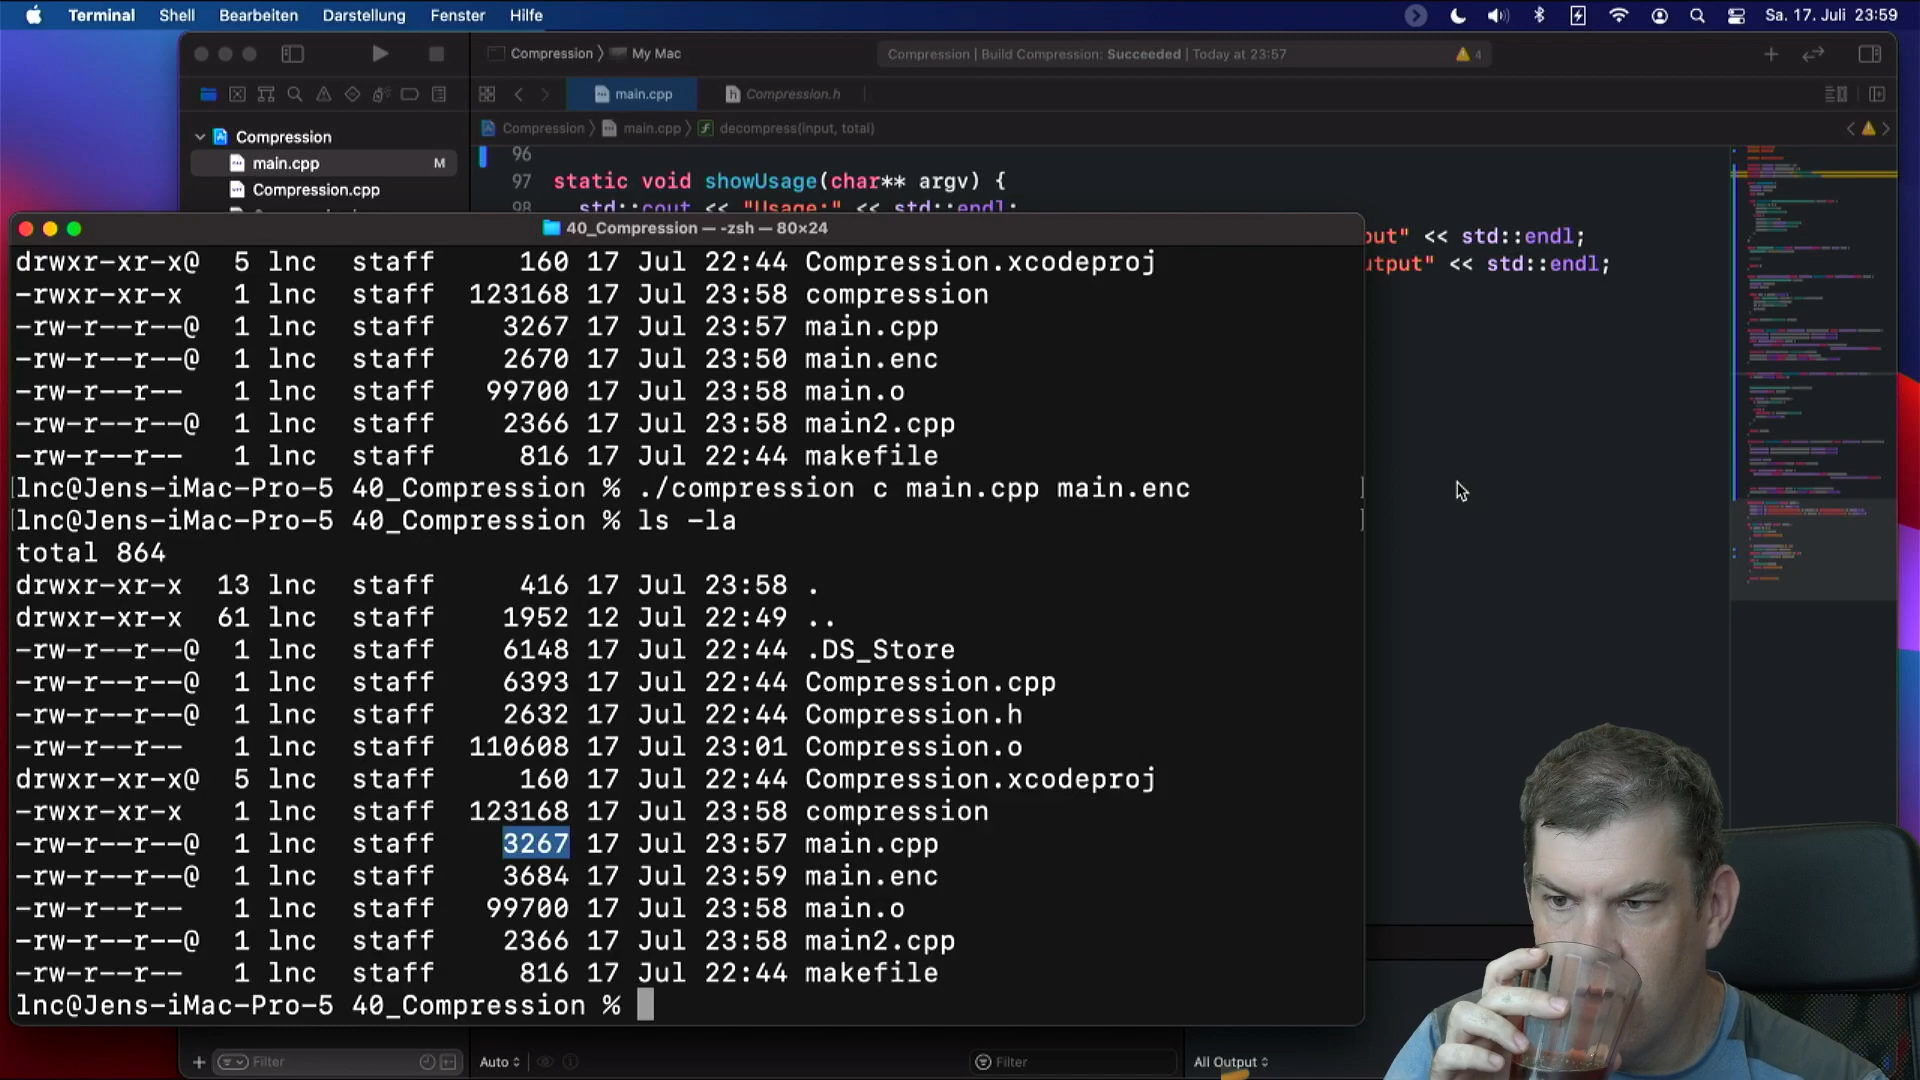 Terminal Shell Bearbeiten Darstellung Fenster Hilfe Sa. 17. Juli 23:59
Compression My Mac Compression | Build Compression: Succeeded | Today at 23:57 4
main.cpp Compression.h
Compression Compression main.cpp decompress(input, total)
main.cpp M 96
97 static void showUsage(char** argv) {
Compression.cpp
98 std::cout << "Usage:" << std::endl;
40_Compression — -zsh — 80×24
put" << std::endl;
utput" << std::endl;
drwxr-xr-x@ 5 lnc staff 160 17 Jul 22:44 Compression.xcodeproj
-rwxr-xr-x 1 lnc staff 123168 17 Jul 23:58 compression
-rw-r--r--@ 1 lnc staff 3267 17 Jul 23:57 main.cpp
-rw-r--r--@ 1 lnc staff 2670 17 Jul 23:50 main.enc
-rw-r--r-- 1 lnc staff 99700 17 Jul 23:58 main.o
-rw-r--r--@ 1 lnc staff 2366 17 Jul 23:58 main2.cpp
-rw-r--r-- 1 lnc staff 816 17 Jul 22:44 makefile
[lnc@Jens-iMac-Pro-5 40_Compression % ./compression c main.cpp main.enc ]
[lnc@Jens-iMac-Pro-5 40_Compression % ls -la ]
total 864
drwxr-xr-x 13 lnc staff 416 17 Jul 23:58 .
drwxr-xr-x 61 lnc staff 1952 12 Jul 22:49 ..
-rw-r--r--@ 1 lnc staff 6148 17 Jul 22:44 .DS_Store
-rw-r--r--@ 1 lnc staff 6393 17 Jul 22:44 Compression.cpp
-rw-r--r--@ 1 lnc staff 2632 17 Jul 22:44 Compression.h
-rw-r--r-- 1 lnc staff 110608 17 Jul 23:01 Compression.o
drwxr-xr-x@ 5 lnc staff 160 17 Jul 22:44 Compression.xcodeproj
-rwxr-xr-x 1 lnc staff 123168 17 Jul 23:58 compression
-rw-r--r--@ 1 lnc staff 3267 17 Jul 23:57 main.cpp
-rw-r--r--@ 1 lnc staff 3684 17 Jul 23:59 main.enc
-rw-r--r-- 1 lnc staff 99700 17 Jul 23:58 main.o
-rw-r--r--@ 1 lnc staff 2366 17 Jul 23:58 main2.cpp
-rw-r--r-- 1 lnc staff 816 17 Jul 22:44 makefile
lnc@Jens-iMac-Pro-5 40_Compression %
Filter Auto Filter All Output